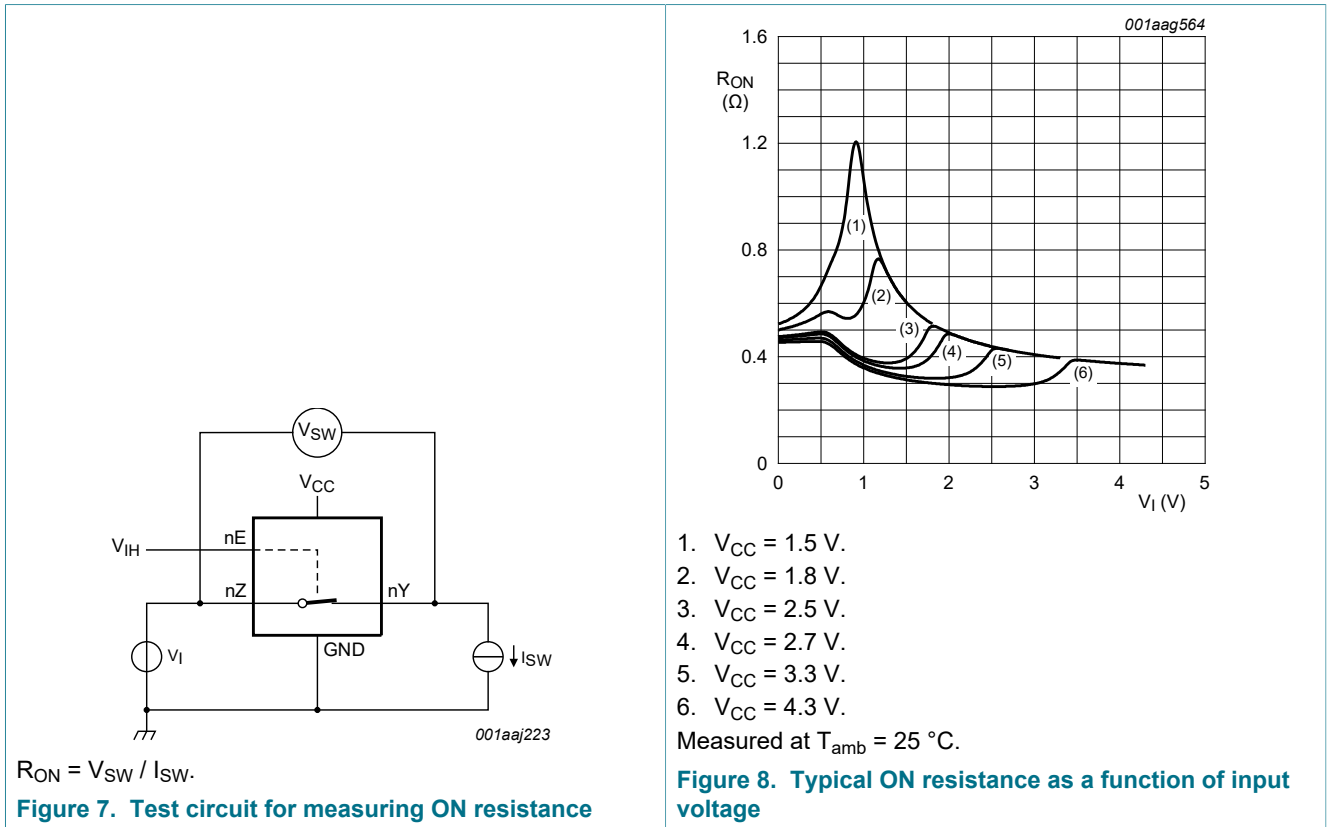 V_SW
V_CC
V_IH
nE
nZ
nY
GND
V_I
I_SW
001aaj223
R_ON = V_SW / I_SW.
Figure 7. Test circuit for measuring ON resistance
001aag564
1.6
R_ON
(Ω)
1.2
0.8
0.4
0
(1)
(2)
(3)
(4)
(5)
(6)
0 1 2 3 4 5
V_I (V)
1. V_CC = 1.5 V.
2. V_CC = 1.8 V.
3. V_CC = 2.5 V.
4. V_CC = 2.7 V.
5. V_CC = 3.3 V.
6. V_CC = 4.3 V.
Measured at T_amb = 25 °C.
Figure 8. Typical ON resistance as a function of input
voltage